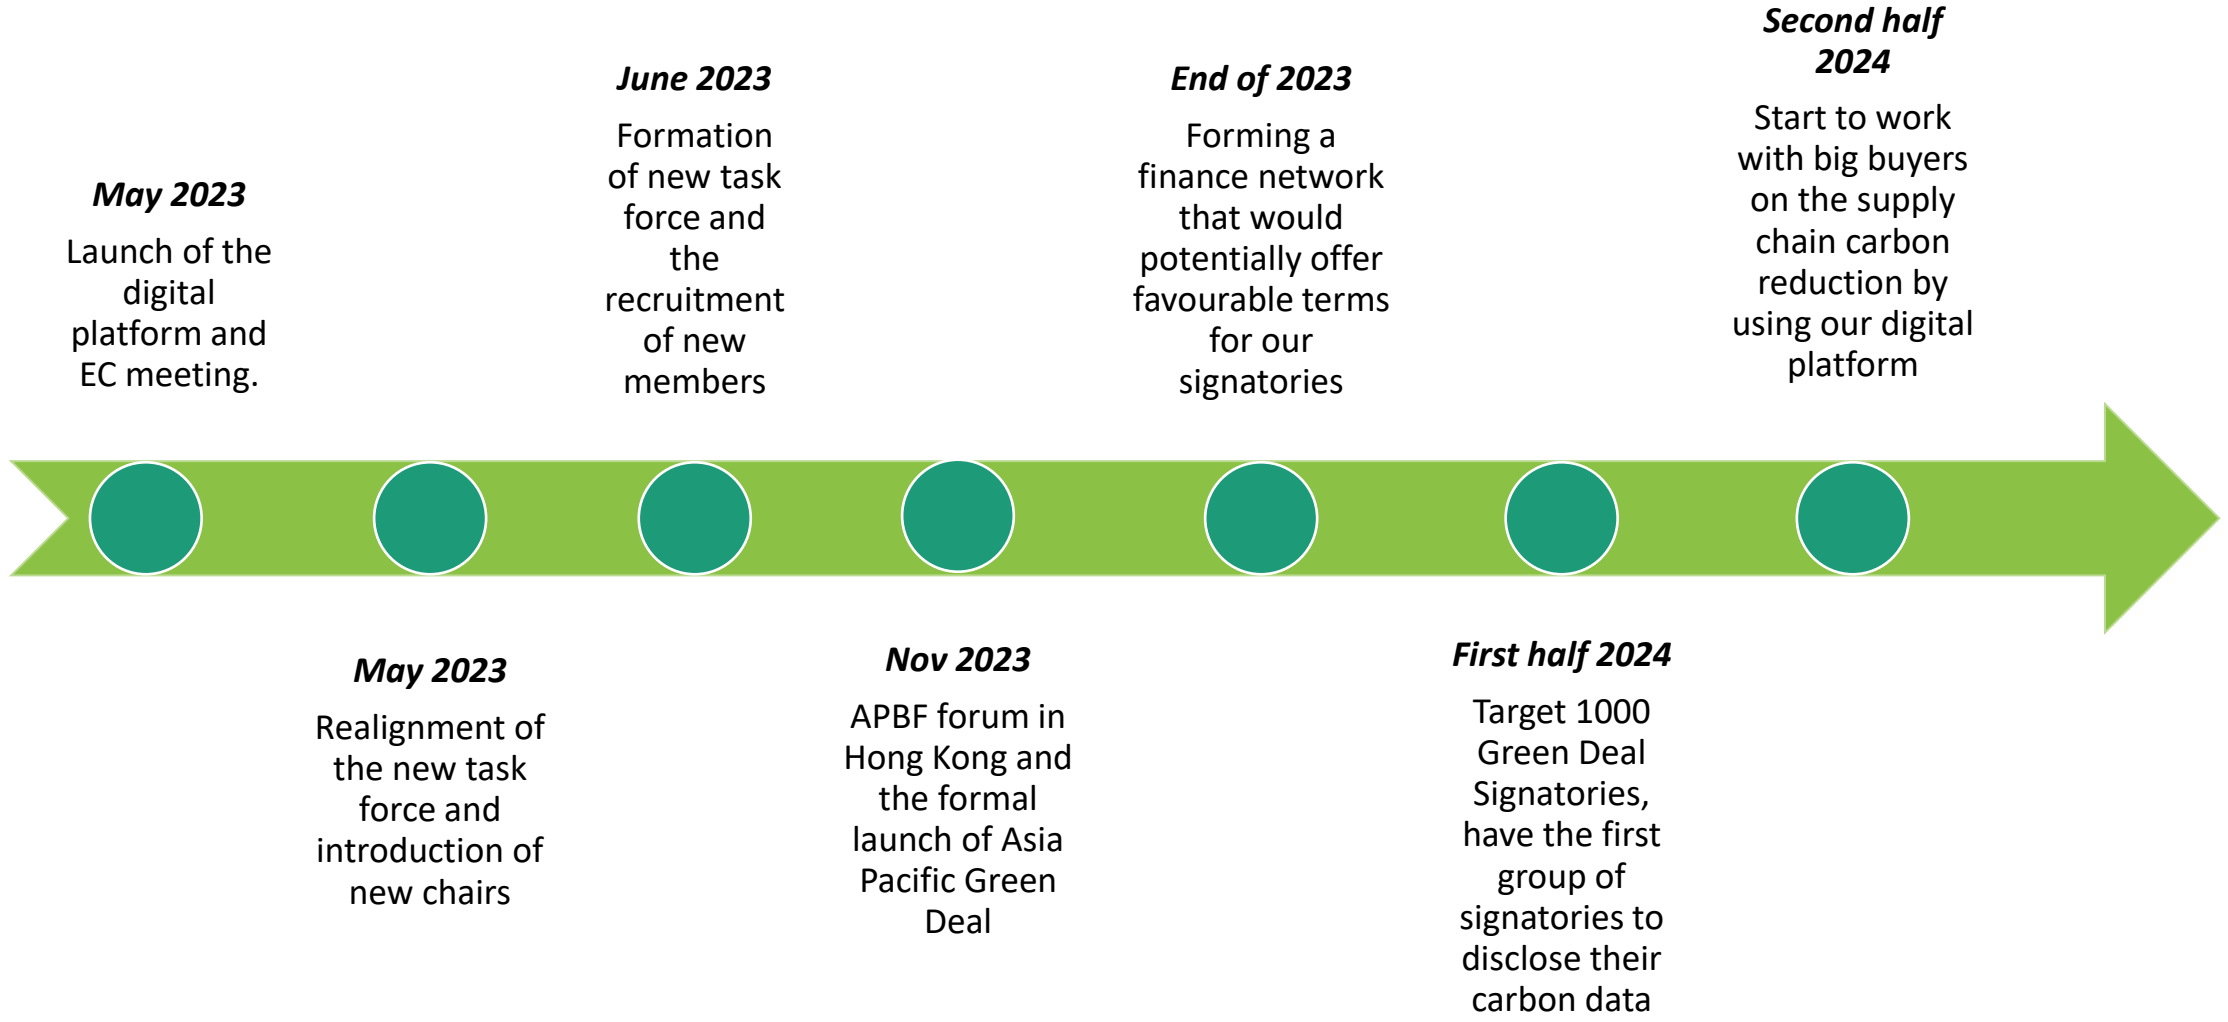 May 2023
Launch of the
digital
platform and
EC meeting.
May 2023
Realignment of
the new task
force and
introduction of
new chairs
June 2023
Formation
of new task
force and
the
recruitment
of new
members
Nov 2023
APBF forum in
Hong Kong and
the formal
launch of Asia
Pacific Green
Deal
End of 2023
Forming a
finance network
that would
potentially offer
favourable terms
for our
signatories
First half 2024
Target 1000
Green Deal
Signatories,
have the first
group of
signatories to
disclose their
carbon data
Second half
2024
Start to work
with big buyers
on the supply
chain carbon
reduction by
using our digital
platform